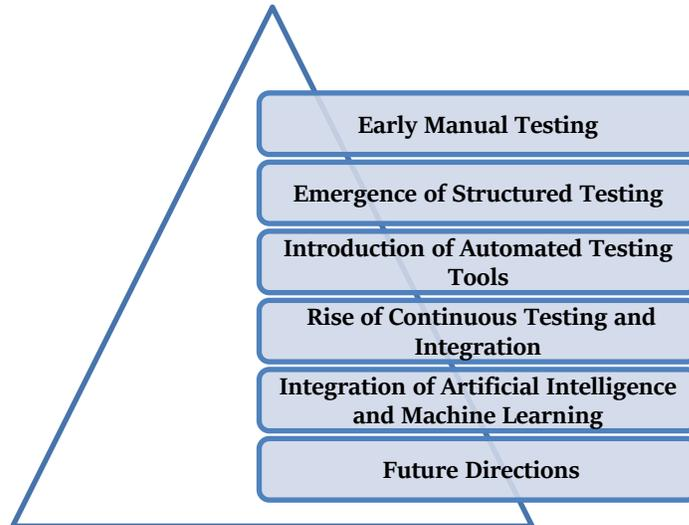 Early Manual Testing
Emergence of Structured Testing
Introduction of Automated Testing
Tools
Rise of Continuous Testing and
Integration
Integration of Artificial Intelligence
and Machine Learning
Future Directions